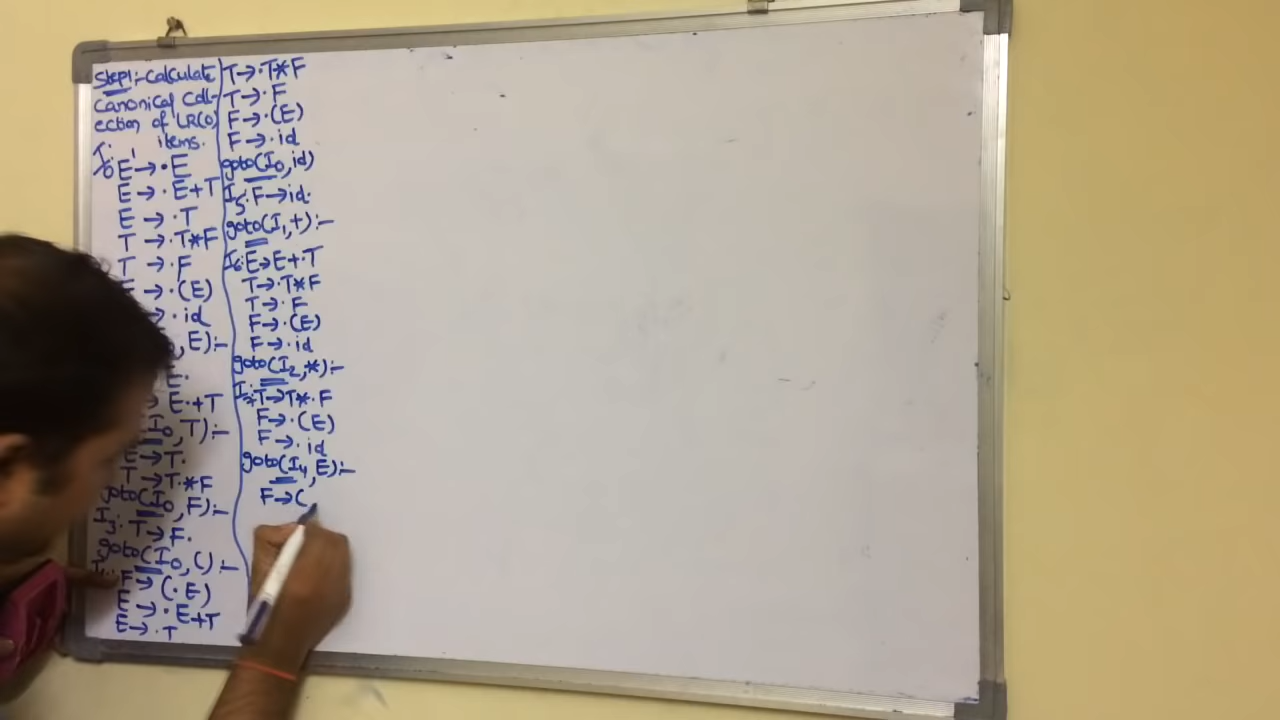 Step1:- Calculate
canonical coll-
ection of LR(0)
items.
I0: E' → ·E
E → ·E+T
E → ·T
T → ·T*F
T → ·F
→ ·(E)
→ ·id
, E):-
E·
→ E·+T
(I0, T):-
E → T·
T → T·*F
goto(I0, F):-
I3: T → F·
goto(I0, ():-
F → (·E)
E → ·E+T
E → ·T
T → ·T*F
T → ·F
F → ·(E)
F → ·id
goto(I0, id)
I5: F → id·
goto(I1, +):-
I6: E → E+·T
T → ·T*F
T → ·F
F → ·(E)
F → ·id
goto(I2, *):-
I7: T → T*·F
F → ·(E)
F → ·id
goto(I4, E):-
F → (